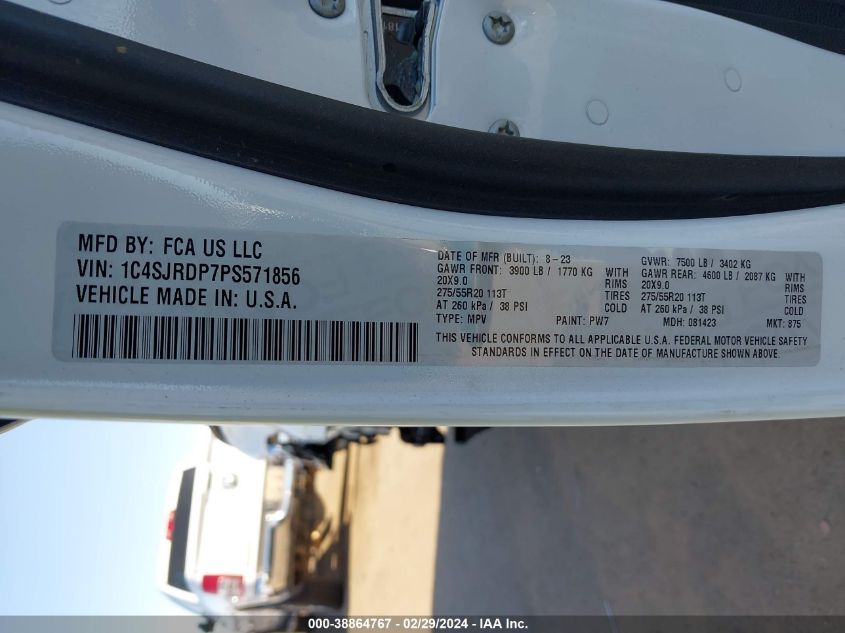 MFD BY: FCA US LLC
VIN: 1C4SJRDP7PS571856
VEHICLE MADE IN: U.S.A.
DATE OF MFR (BUILT): 8-23
GAWR FRONT: 3900 LB / 1770 KG WITH
20X9.0 RIMS
275/55R20 113T TIRES
AT 260 kPa / 38 PSI COLD
TYPE: MPV PAINT: PW7
GVWR: 7500 LB / 3402 KG
GAWR REAR: 4600 LB / 2087 KG WITH
20X9.0 RIMS
275/55R20 113T TIRES
AT 260 kPa / 38 PSI COLD
MDH: 081423 MKT: 875
THIS VEHICLE CONFORMS TO ALL APPLICABLE U.S.A. FEDERAL MOTOR VEHICLE SAFETY
STANDARDS IN EFFECT ON THE DATE OF MANUFACTURE SHOWN ABOVE.
000-38864767 - 02/29/2024 - IAA Inc.